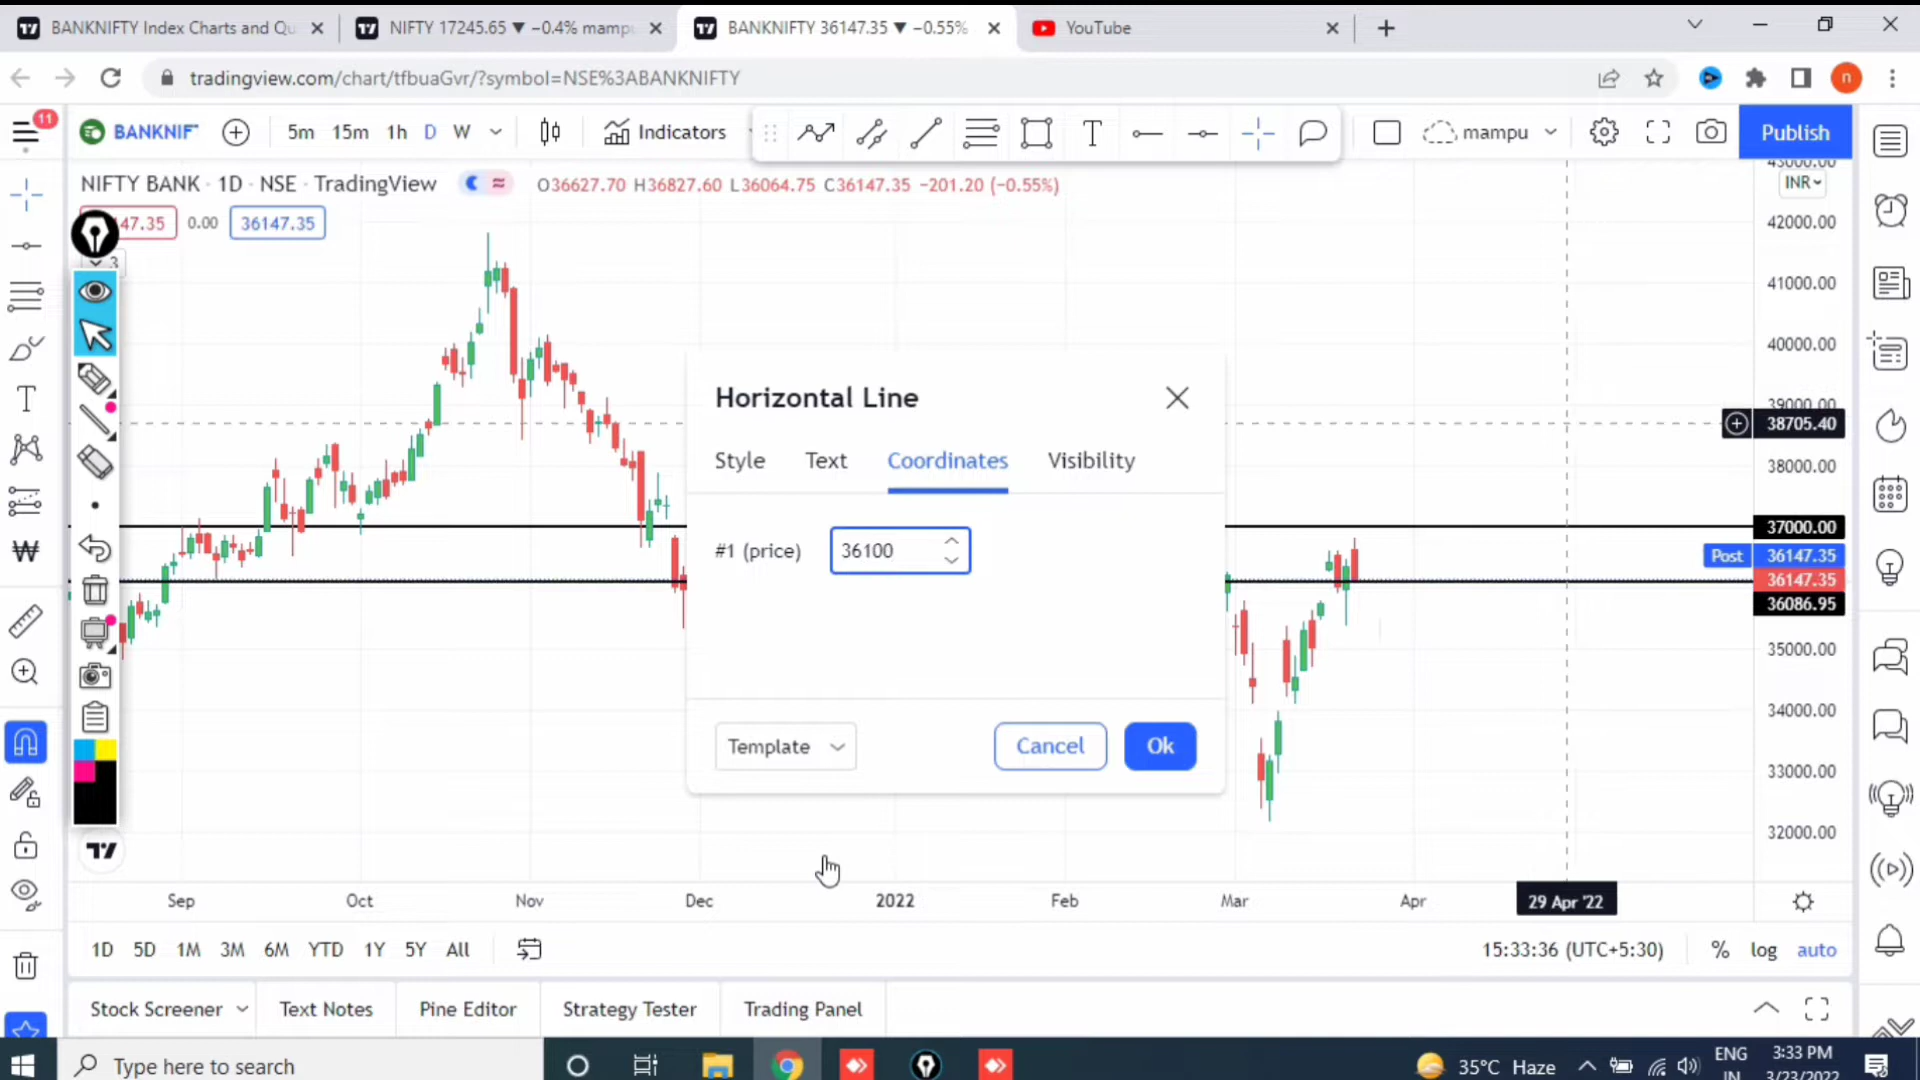 BANKNIFTY Index Charts and Qu
NIFTY 17245.65 ▼ −0.4% mampu
BANKNIFTY 36147.35 ▼ −0.55%
YouTube
tradingview.com/chart/tfbuaGvr/?symbol=NSE%3ABANKNIFTY
n
11
BANKNIF
5m 15m 1h D W
Indicators
mampu
Publish
NIFTY BANK · 1D · NSE · TradingView
O36627.70 H36827.60 L36064.75 C36147.35 −201.20 (−0.55%)
INR
43000.00
147.35 0.00 36147.35
3
42000.00
41000.00
40000.00
39000.00
38705.40
38000.00
37000.00
Post 36147.35
36147.35
36086.95
35000.00
34000.00
33000.00
32000.00
Horizontal Line
Style Text Coordinates Visibility
#1 (price) 36100
Template Cancel Ok
Sep Oct Nov Dec 2022 Feb Mar Apr 29 Apr '22
1D 5D 1M 3M 6M YTD 1Y 5Y All
15:33:36 (UTC+5:30) % log auto
Stock Screener Text Notes Pine Editor Strategy Tester Trading Panel
Type here to search
35°C Haze
ENG
IN
3:33 PM
3/23/2022